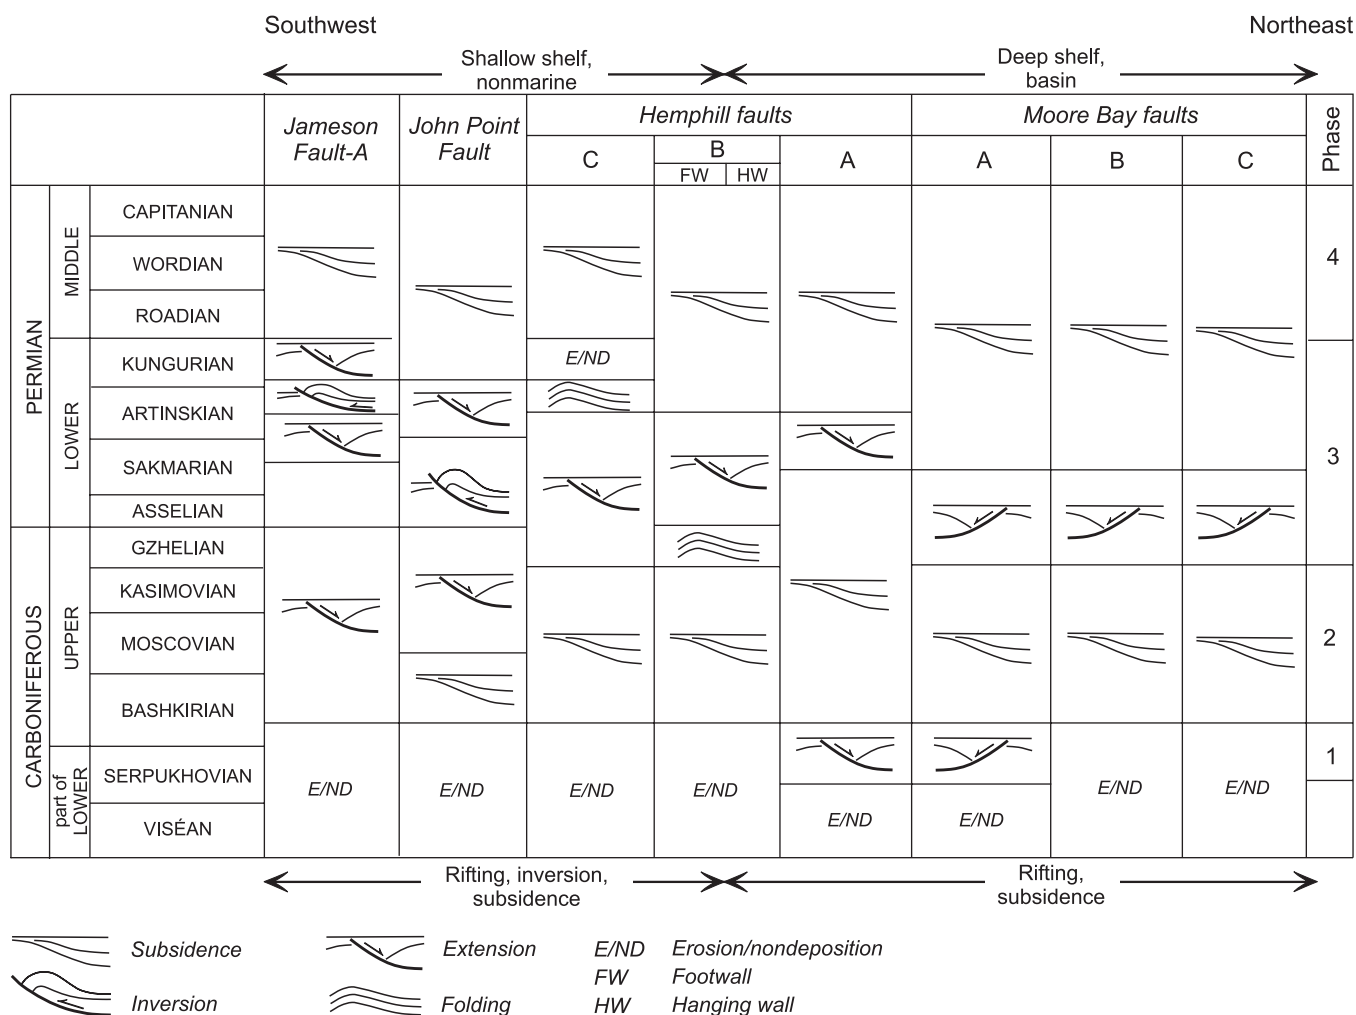 Southwest
Northeast
Shallow shelf,
nonmarine
Deep shelf,
basin
Jameson
Fault-A
John Point
Fault
Hemphill faults
Moore Bay faults
Phase
C
B
A
A
B
C
FW
HW
PERMIAN
MIDDLE
CAPITANIAN
WORDIAN
4
ROADIAN
LOWER
KUNGURIAN
E/ND
ARTINSKIAN
SAKMARIAN
3
ASSELIAN
CARBONIFEROUS
UPPER
GZHELIAN
KASIMOVIAN
MOSCOVIAN
2
BASHKIRIAN
part of
LOWER
SERPUKHOVIAN
1
E/ND
E/ND
E/ND
E/ND
E/ND
E/ND
VISÉAN
E/ND
E/ND
Rifting, inversion,
subsidence
Rifting,
subsidence
Subsidence
Extension
E/ND
Erosion/nondeposition
FW
Footwall
Inversion
Folding
HW
Hanging wall